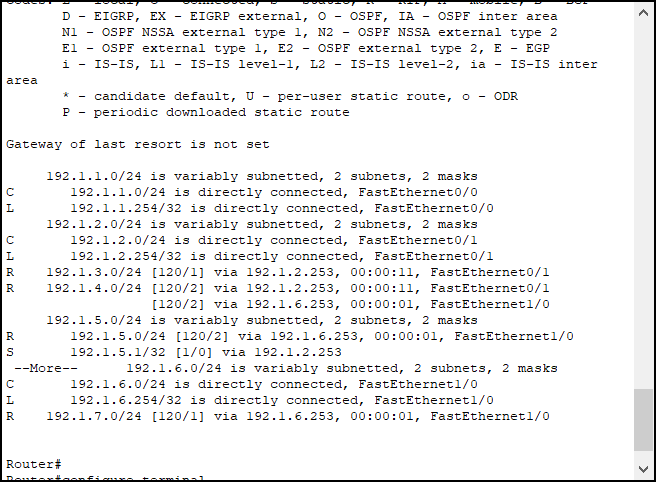 D - EIGRP, EX - EIGRP external, O - OSPF, IA - OSPF inter area
       N1 - OSPF NSSA external type 1, N2 - OSPF NSSA external type 2
       E1 - OSPF external type 1, E2 - OSPF external type 2, E - EGP
       i - IS-IS, L1 - IS-IS level-1, L2 - IS-IS level-2, ia - IS-IS inter
area
       * - candidate default, U - per-user static route, o - ODR
       P - periodic downloaded static route
Gateway of last resort is not set
     192.1.1.0/24 is variably subnetted, 2 subnets, 2 masks
C       192.1.1.0/24 is directly connected, FastEthernet0/0
L       192.1.1.254/32 is directly connected, FastEthernet0/0
     192.1.2.0/24 is variably subnetted, 2 subnets, 2 masks
C       192.1.2.0/24 is directly connected, FastEthernet0/1
L       192.1.2.254/32 is directly connected, FastEthernet0/1
R    192.1.3.0/24 [120/1] via 192.1.2.253, 00:00:11, FastEthernet0/1
R    192.1.4.0/24 [120/2] via 192.1.2.253, 00:00:11, FastEthernet0/1
                  [120/2] via 192.1.6.253, 00:00:01, FastEthernet1/0
     192.1.5.0/24 is variably subnetted, 2 subnets, 2 masks
R       192.1.5.0/24 [120/2] via 192.1.6.253, 00:00:01, FastEthernet1/0
S       192.1.5.1/32 [1/0] via 192.1.2.253
 --More--      192.1.6.0/24 is variably subnetted, 2 subnets, 2 masks
C       192.1.6.0/24 is directly connected, FastEthernet1/0
L       192.1.6.254/32 is directly connected, FastEthernet1/0
R    192.1.7.0/24 [120/1] via 192.1.6.253, 00:00:01, FastEthernet1/0
Router#
Router#configure terminal